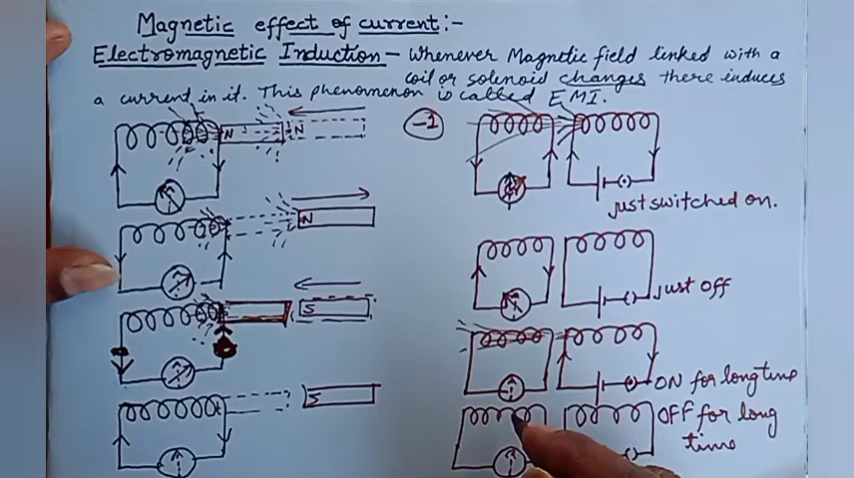 Magnetic effect of current:-
Electromagnetic Induction - Whenever Magnetic field linked with a
coil or solenoid changes there induces
a current in it. This phenomenon is called EMI.
N N
-1
just switched on.
N
Just off
S
ON for long time
S
OFF for long
time